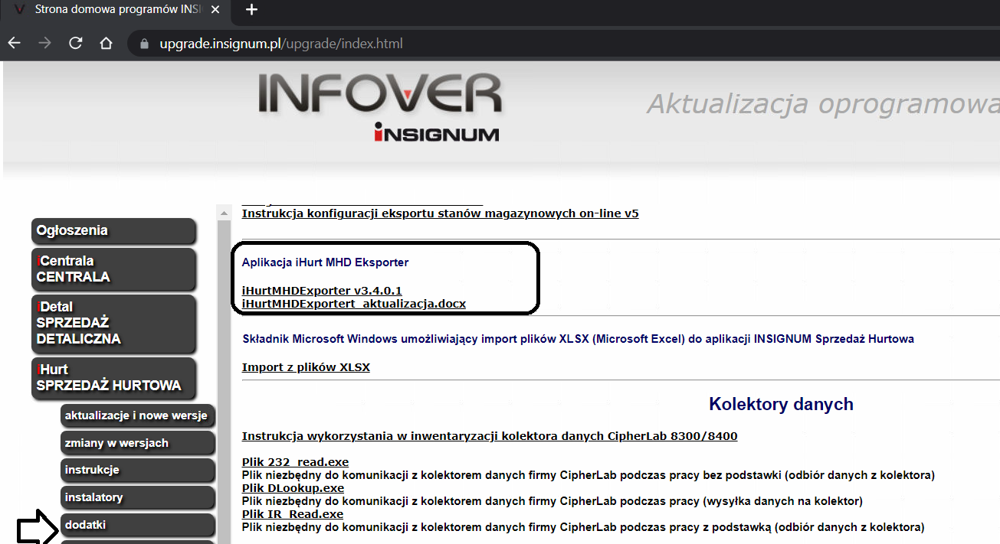 Strona domowa programów INS
upgrade.insignum.pl/upgrade/index.html
INFOVER
iNSIGNUM
Aktualizacja oprogramowa
Ogłoszenia
iCentrala
CENTRALA
iDetal
SPRZEDAŻ
DETALICZNA
iHurt
SPRZEDAŻ HURTOWA
aktualizacje i nowe wersje
zmiany w wersjach
instrukcje
instalatory
dodatki
Instrukcja konfiguracji eksportu stanów magazynowych on-line v5
Aplikacja iHurt MHD Eksporter
iHurtMHDExporter v3.4.0.1
iHurtMHDExportert_aktualizacja.docx
Składnik Microsoft Windows umożliwiający import plików XLSX (Microsoft Excel) do aplikacji INSIGNUM Sprzedaż Hurtowa
Import z plików XLSX
Kolektory danych
Instrukcja wykorzystania w inwentaryzacji kolektora danych CipherLab 8300/8400
Plik 232_read.exe
Plik niezbędny do komunikacji z kolektorem danych firmy CipherLab podczas pracy bez podstawki (odbiór danych z kolektora)
Plik DLookup.exe
Plik niezbędny do komunikacji z kolektorem danych firmy CipherLab podczas pracy (wysyłka danych na kolektor)
Plik IR_Read.exe
Plik niezbędny do komunikacji z kolektorem danych firmy CipherLab podczas pracy z podstawką (odbiór danych z kolektora)